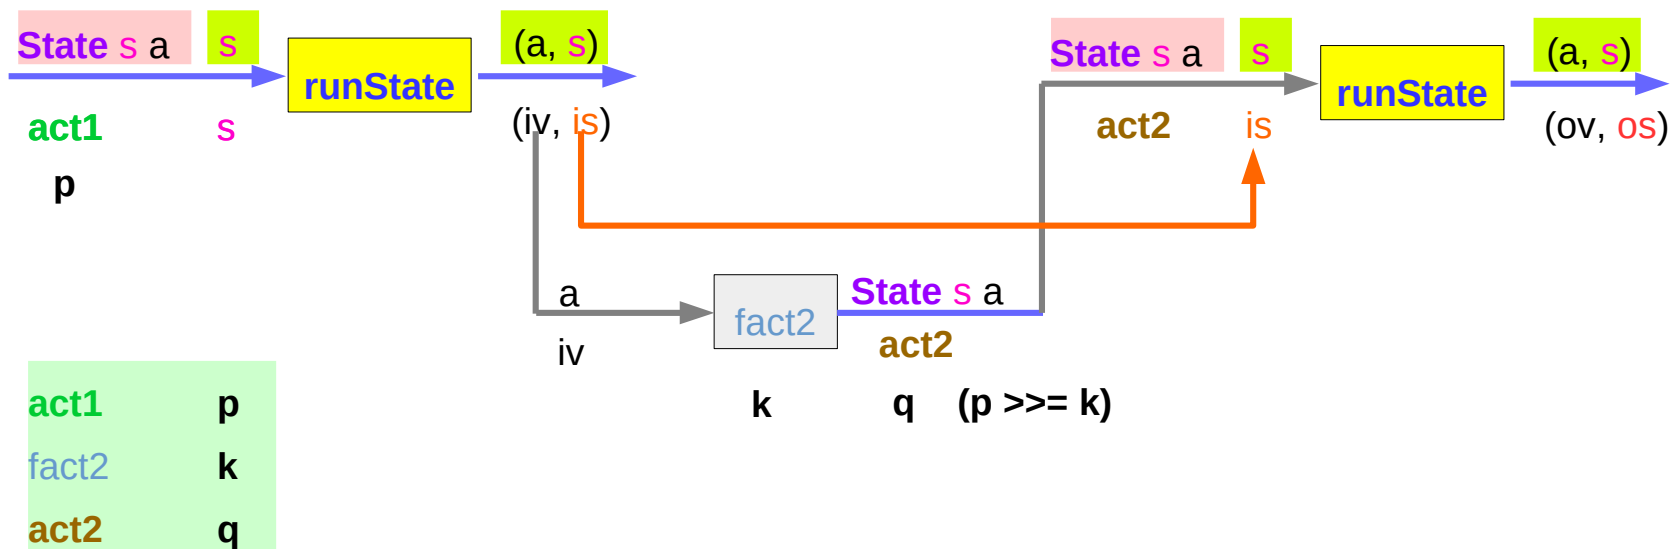 State s a s (a, s) State s a s (a, s)
runState runState
act1 s (iv, is) act2 is (ov, os)
p
a State s a
fact2
iv act2
act1 p k q (p >>= k)
fact2 k
act2 q